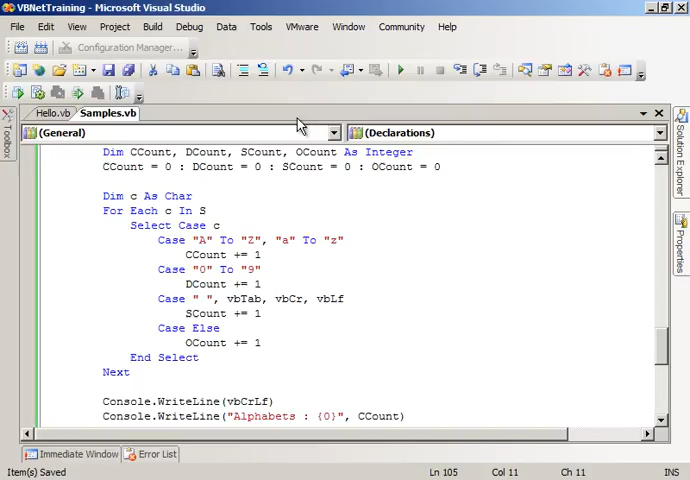 VBNetTraining - Microsoft Visual Studio
File Edit View Project Build Debug Data Tools VMware Window Community Help
Configuration Manager...
Hello.vb Samples.vb
(General) (Declarations)
Dim CCount, DCount, SCount, OCount As Integer
CCount = 0 : DCount = 0 : SCount = 0 : OCount = 0
Dim c As Char
For Each c In S
Select Case c
Case "A" To "Z", "a" To "z"
CCount += 1
Case "0" To "9"
DCount += 1
Case " ", vbTab, vbCr, vbLf
SCount += 1
Case Else
OCount += 1
End Select
Next
Console.WriteLine(vbCrLf)
Console.WriteLine("Alphabets : {0}", CCount)
Toolbox
Solution Explorer
Properties
Immediate Window Error List
Item(s) Saved Ln 105 Col 11 Ch 11 INS